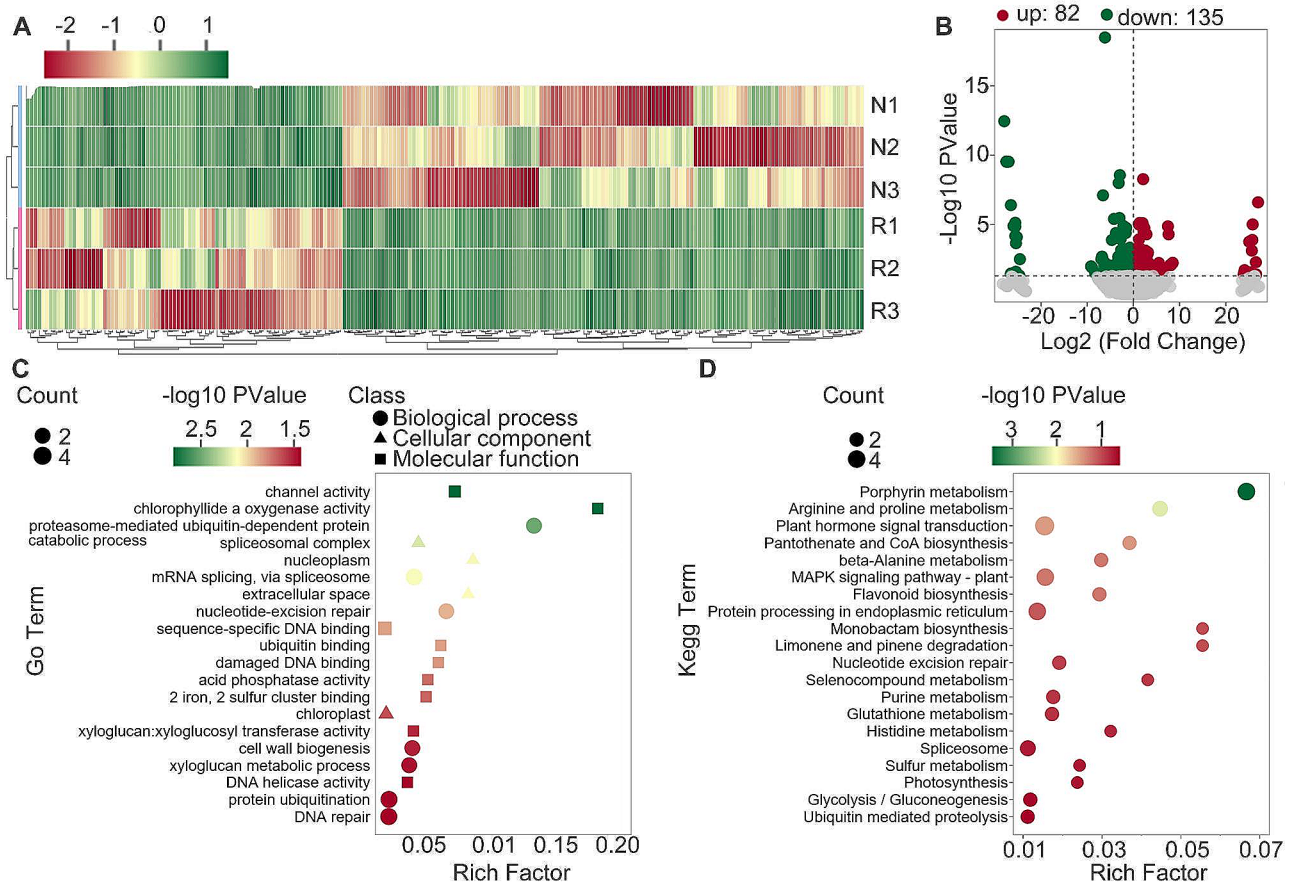 A
-2 -1 0 1
N1
N2
N3
R1
R2
R3
B
up: 82 down: 135
-Log10 PValue
15
10
5
-20 -10 0 10 20
Log2 (Fold Change)
C
Count
2
4
-log10 PValue
2.5 2 1.5
Class
Biological process
Cellular component
Molecular function
Go Term
channel activity
chlorophyllide a oxygenase activity
proteasome-mediated ubiquitin-dependent protein
catabolic process
spliceosomal complex
nucleoplasm
mRNA splicing, via spliceosome
extracellular space
nucleotide-excision repair
sequence-specific DNA binding
ubiquitin binding
damaged DNA binding
acid phosphatase activity
2 iron, 2 sulfur cluster binding
chloroplast
xyloglucan:xyloglucosyl transferase activity
cell wall biogenesis
xyloglucan metabolic process
DNA helicase activity
protein ubiquitination
DNA repair
0.05 0.10 0.15 0.20
Rich Factor
D
Count
2
4
-log10 PValue
3 2 1
Kegg Term
Porphyrin metabolism
Arginine and proline metabolism
Plant hormone signal transduction
Pantothenate and CoA biosynthesis
beta-Alanine metabolism
MAPK signaling pathway - plant
Flavonoid biosynthesis
Protein processing in endoplasmic reticulum
Monobactam biosynthesis
Limonene and pinene degradation
Nucleotide excision repair
Selenocompound metabolism
Purine metabolism
Glutathione metabolism
Histidine metabolism
Spliceosome
Sulfur metabolism
Photosynthesis
Glycolysis / Gluconeogenesis
Ubiquitin mediated proteolysis
0.01 0.03 0.05 0.07
Rich Factor